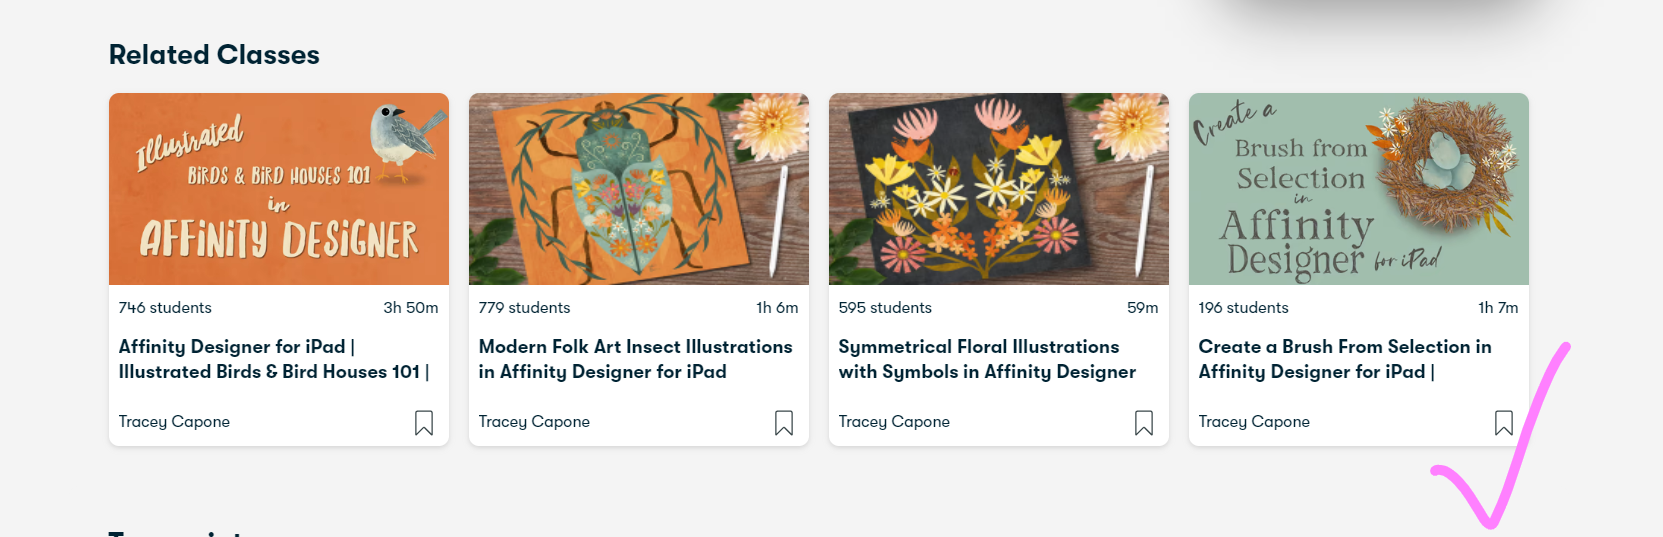 Related Classes
Illustrated
BIRDS & BIRD HOUSES 101
in
AFFINITY DESIGNER
Create a
Brush from
Selection
in
Affinity
Designer for iPad
746 students 3h 50m
779 students 1h 6m
595 students 59m
196 students 1h 7m
Affinity Designer for iPad |
Illustrated Birds & Bird Houses 101 |
Modern Folk Art Insect Illustrations
in Affinity Designer for iPad
Symmetrical Floral Illustrations
with Symbols in Affinity Designer
Create a Brush From Selection in
Affinity Designer for iPad |
Tracey Capone
Tracey Capone
Tracey Capone
Tracey Capone